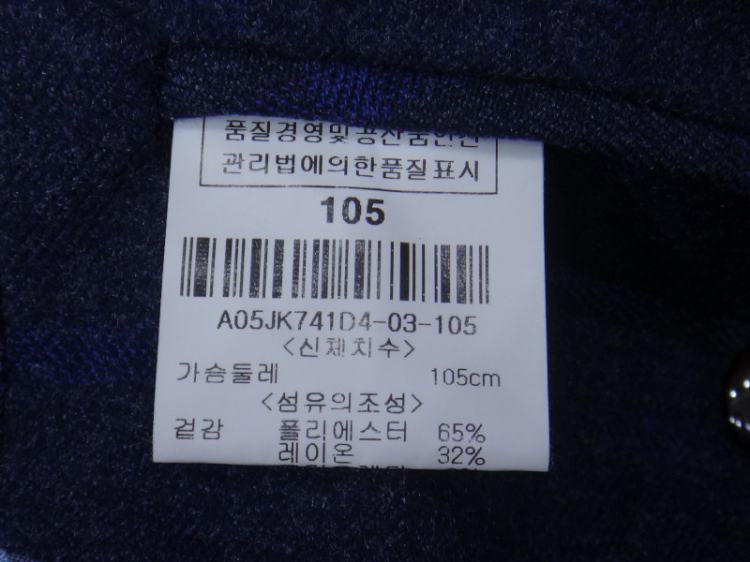 품질경영및공산품안전
관리법에의한품질표시
105
A05JK741D4-03-105
<신체치수>
가슴둘레 105cm
<섬유의조성>
겉감 폴리에스터 65%
레이온 32%